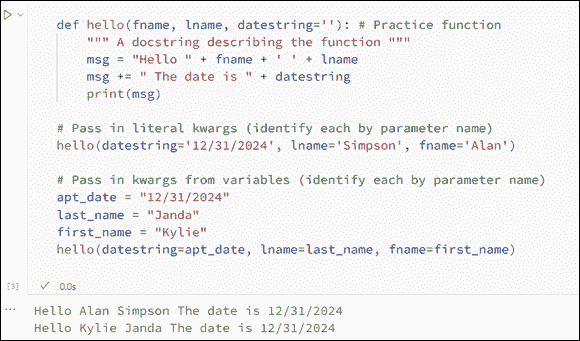 def hello(fname, lname, datestring=''): # Practice function
    """ A docstring describing the function """
    msg = "Hello " + fname + ' ' + lname
    msg += " The date is " + datestring
    print(msg)

# Pass in literal kwargs (identify each by parameter name)
hello(datestring='12/31/2024', lname='Simpson', fname='Alan')

# Pass in kwargs from variables (identify each by parameter name)
apt_date = "12/31/2024"
last_name = "Janda"
first_name = "Kylie"
hello(datestring=apt_date, lname=last_name, fname=first_name)
[3] ✓ 0.0s
... Hello Alan Simpson The date is 12/31/2024
Hello Kylie Janda The date is 12/31/2024